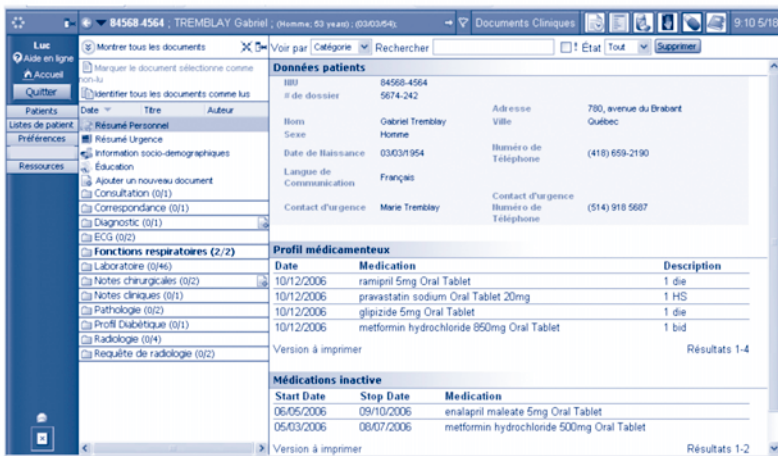 84568-4564 ; TREMBLAY Gabriel ; (Homme; 53 years) ; (03/03/54);
Documents Cliniques
9:10 5/18
Luc
Aide en ligne
Accueil
Quitter
Patients
Listes de patient
Préférences
Ressources
Montrer tous les documents
Marquer le document sélectionne comme
non-lu
Identifier tous les documents comme lus
Date Titre Auteur
Résumé Personnel
Résumé Urgence
Information socio-demographiques
Éducation
Ajouter un nouveau document
Consultation (0/1)
Correspondance (0/1)
Diagnostic (0/1)
ECG (0/2)
Fonctions respiratoires (2/2)
Laboratoire (0/46)
Notes chirurgicales (0/2)
Notes cliniques (0/1)
Pathologie (0/2)
Profil Diabétique (0/1)
Radiologie (0/4)
Requête de radiologie (0/2)
Voir par Catégorie Rechercher ! État Tout Supprimer
Données patients
84568-4564
# de dossier 5674-242
Adresse 780, avenue du Brabant
Nom Gabriel Tremblay Ville Québec
Sexe Homme
Date de Naissance 03/03/1954 Numéro de
Téléphone (418) 659-2190
Langue de
Communication Français
Contact d'urgence Marie Tremblay Contact d'urgence
Numéro de
Téléphone (514) 918 5687
Profil médicamenteux
Date Medication Description
10/12/2006 ramipril 5mg Oral Tablet 1 die
10/12/2006 pravastatin sodium Oral Tablet 20mg 1 HS
10/12/2006 glipizide 5mg Oral Tablet 1 die
10/12/2006 metformin hydrochloride 850mg Oral Tablet 1 bid
Version à imprimer Résultats 1-4
Médications inactive
Start Date Stop Date Medication
06/05/2006 09/10/2006 enalapril maleate 5mg Oral Tablet
05/03/2006 08/07/2006 metformin hydrochloride 500mg Oral Tablet
Version à imprimer Résultats 1-2